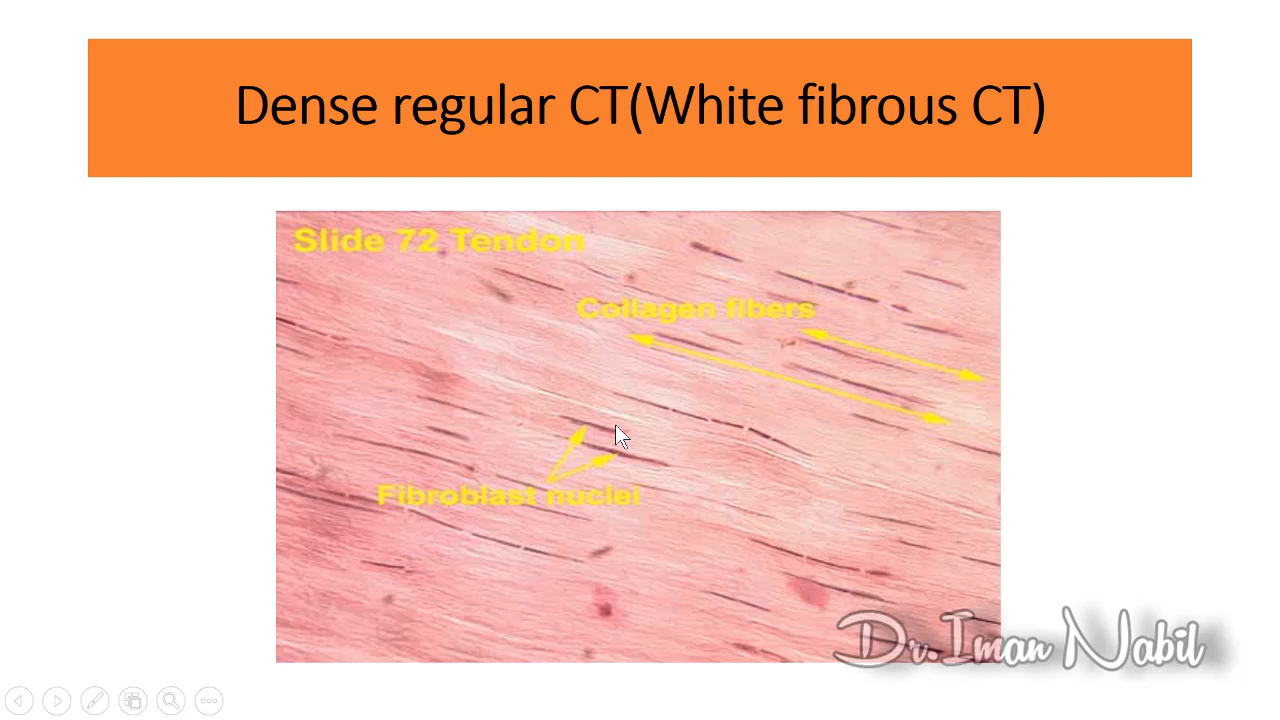 Dense regular CT(White fibrous CT)
Slide 72 Tendon
Collagen fibers
Fibroblast nuclei
Dr.Iman Nabil